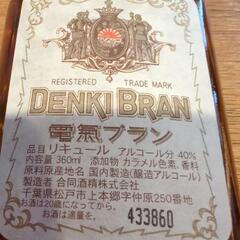 REGISTERED TRADE MARK
DENKI BRAN
電氣ブラン
品目 リキュール アルコール分 40%
内容量 360ml 添加物 カラメル色素、香料
原料原産地名 国内製造(醸造アルコール)
製造者 合同酒精株式会社
千葉県松戸市上本郷字仲原250番地
お酒は20歳になってから。
お酒は適量を。
433860